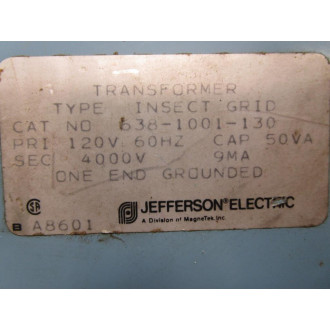 TRANSFORMER
TYPE INSECT GRID
CAT NO 638-1001-130
PRI 120V 60HZ CAP 50VA
SEC 4000V 9MA
ONE END GROUNDED
SA
JEFFERSON ELECTRIC
A Division of MagneTek, Inc
B A8601